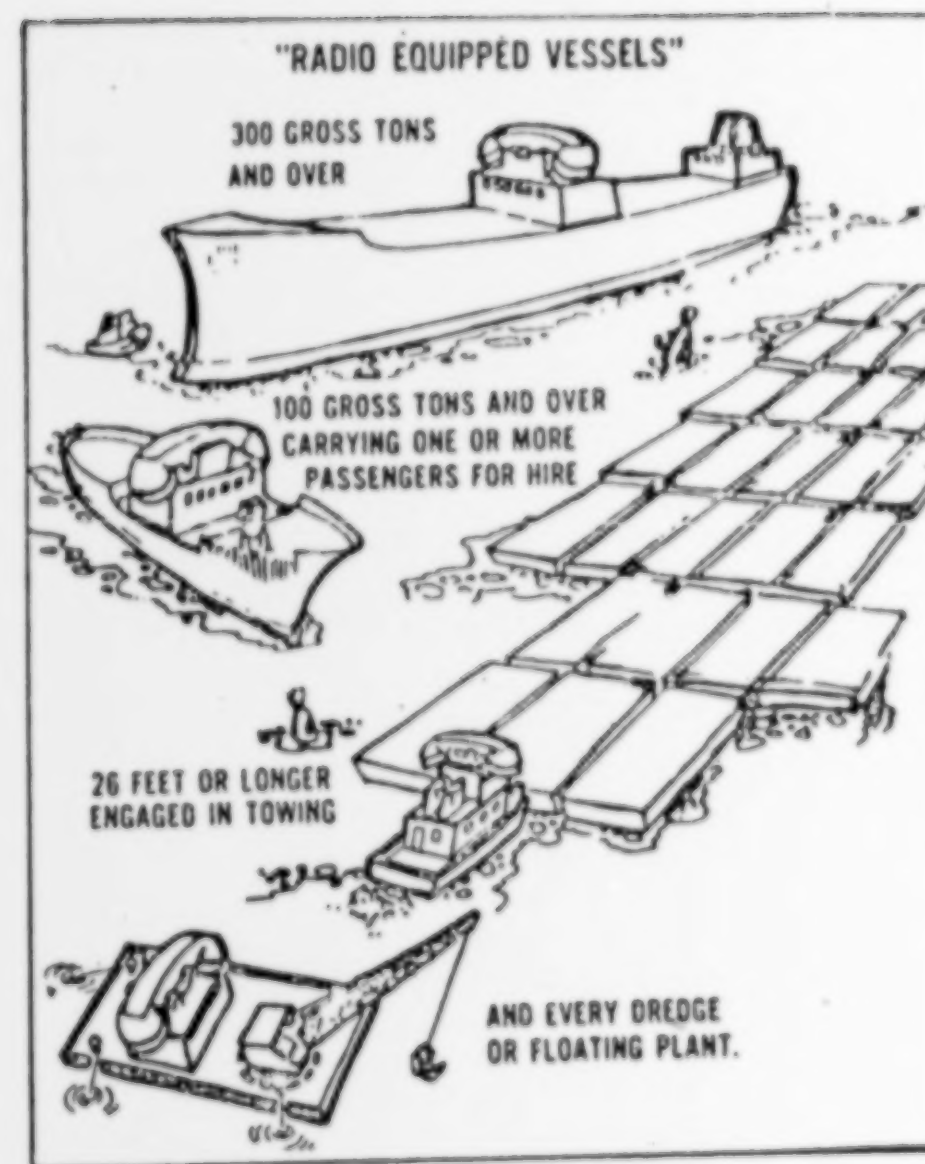 "RADIO EQUIPPED VESSELS"
300 GROSS TONS
AND OVER
100 GROSS TONS AND OVER
CARRYING ONE OR MORE
PASSENGERS FOR HIRE
26 FEET OR LONGER
ENGAGED IN TOWING
AND EVERY DREDGE
OR FLOATING PLANT.